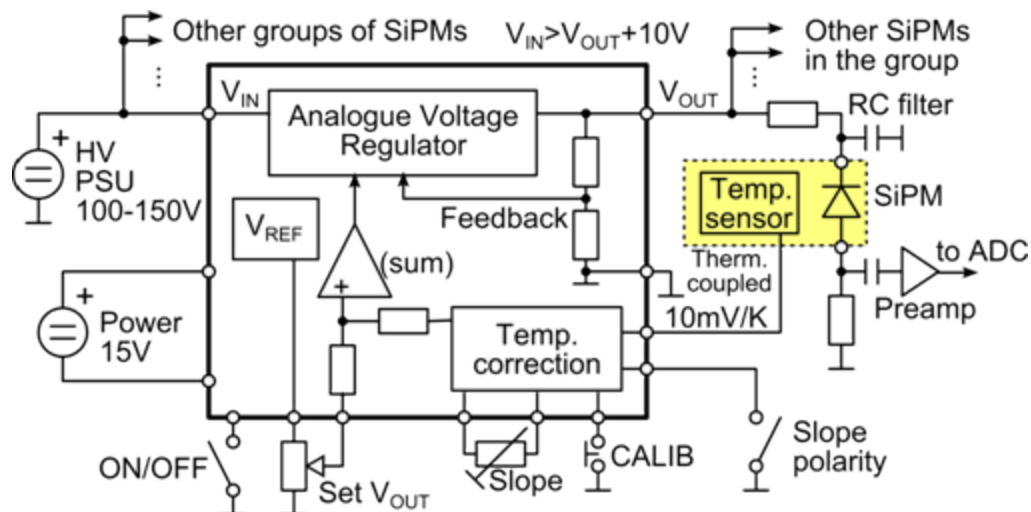 Other groups of SiPMs
V_IN>V_OUT+10V
Other SiPMs
in the group
V_IN
Analogue Voltage
Regulator
V_OUT
RC filter
+
HV
PSU
100-150V
V_REF
Feedback
Temp.
sensor
SiPM
(sum)
+
Therm.
coupled
to ADC
Preamp
10mV/K
+
Power
15V
Temp.
correction
ON/OFF
Set V_OUT
Slope
CALIB
Slope
polarity